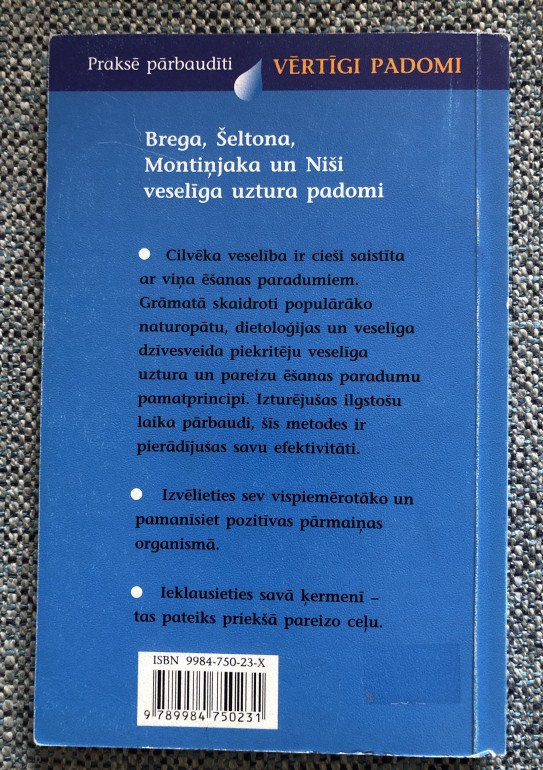 Praksē pārbaudīti VĒRTĪGI PADOMI
Brega, Šeltona,
Montiņjaka un Niši
veselīga uztura padomi
● Cilvēka veselība ir cieši saistīta
ar viņa ēšanas paradumiem.
Grāmatā skaidroti populārāko
naturopātu, dietoloģijas un veselīga
dzīvesveida piekritēju veselīga
uztura un pareizu ēšanas paradumu
pamatprincipi. Izturējušas ilgstošu
laika pārbaudi, šīs metodes ir
pierādījušas savu efektivitāti.
● Izvēlieties sev vispiemērotāko un
pamanīsiet pozitīvas pārmaiņas
organismā.
● Ieklausieties savā ķermenī –
tas pateiks priekšā pareizo ceļu.
ISBN 9984-750-23-X
9 789984 750231